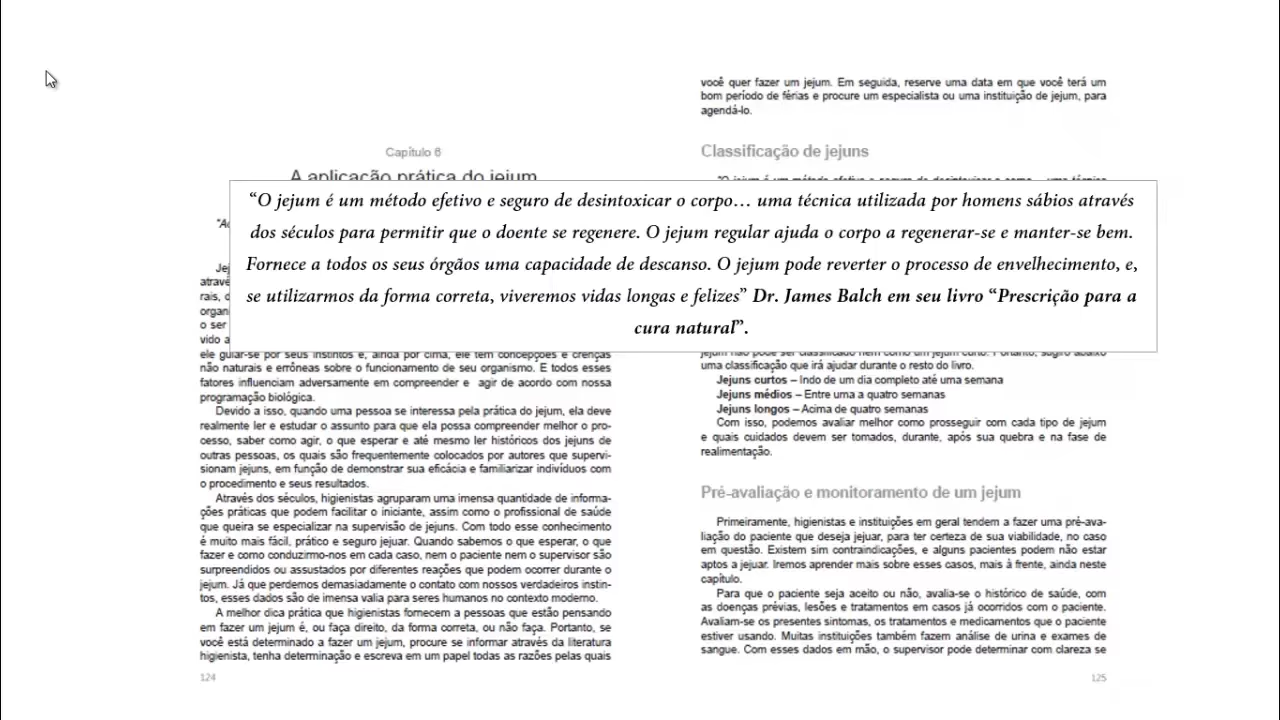 Capítulo 6
A aplicação prática do jejum
“O jejum é um método efetivo e seguro de desintoxicar o corpo… uma técnica utilizada por homens sábios através
dos séculos para permitir que o doente se regenere. O jejum regular ajuda o corpo a regenerar-se e manter-se bem.
Fornece a todos os seus órgãos uma capacidade de descanso. O jejum pode reverter o processo de envelhecimento, e,
se utilizarmos da forma correta, viveremos vidas longas e felizes” Dr. James Balch em seu livro “Prescrição para a
cura natural”.
o ser
ele guiar-se por seus instintos e, ainda por cima, ele tem concepções e crenças
não naturais e errôneas sobre o funcionamento de seu organismo. E todos esses
fatores influenciam adversamente em compreender e agir de acordo com nossa
programação biológica.
Devido a isso, quando uma pessoa se interessa pela prática do jejum, ela deve
realmente ler e estudar o assunto para que ela possa compreender melhor o pro-
cesso, saber como agir, o que esperar e até mesmo ler históricos dos jejuns de
outras pessoas, os quais são frequentemente colocados por autores que supervi-
sionam jejuns, em função de demonstrar sua eficácia e familiarizar indivíduos com
o procedimento e seus resultados.
Através dos séculos, higienistas agruparam uma imensa quantidade de informa-
ções práticas que podem facilitar o iniciante, assim como o profissional de saúde
que queira se especializar na supervisão de jejuns. Com todo esse conhecimento
é muito mais fácil, prático e seguro jejuar. Quando sabemos o que esperar, o que
fazer e como conduzirmo-nos em cada caso, nem o paciente nem o supervisor são
surpreendidos ou assustados por diferentes reações que podem ocorrer durante o
jejum. Já que perdemos demasiadamente o contato com nossos verdadeiros instin-
tos, esses dados são de imensa valia para seres humanos no contexto moderno.
A melhor dica prática que higienistas fornecem a pessoas que estão pensando
em fazer um jejum é, ou faça direito, da forma correta, ou não faça. Portanto, se
você está determinado a fazer um jejum, procure se informar através da literatura
higienista, tenha determinação e escreva em um papel todas as razões pelas quais
124
você quer fazer um jejum. Em seguida, reserve uma data em que você terá um
bom período de férias e procure um especialista ou uma instituição de jejum, para
agendá-lo.
Classificação de jejuns
jejum não pode ser classificado nem como um jejum curto. Portanto, sugiro abaixo
uma classificação que irá ajudar durante o resto do livro.
Jejuns curtos – Indo de um dia completo até uma semana
Jejuns médios – Entre uma a quatro semanas
Jejuns longos – Acima de quatro semanas
Com isso, podemos avaliar melhor como prosseguir com cada tipo de jejum
e quais cuidados devem ser tomados, durante, após sua quebra e na fase de
realimentação.
Pré-avaliação e monitoramento de um jejum
Primeiramente, higienistas e instituições em geral tendem a fazer uma pré-ava-
liação do paciente que deseja jejuar, para ter certeza de sua viabilidade, no caso
em questão. Existem sim contraindicações, e alguns pacientes podem não estar
aptos a jejuar. Iremos aprender mais sobre esses casos, mais à frente, ainda neste
capítulo.
Para que o paciente seja aceito ou não, avalia-se o histórico de saúde, com
as doenças prévias, lesões e tratamentos em casos já ocorridos com o paciente.
Avaliam-se os presentes sintomas, os tratamentos e medicamentos que o paciente
estiver usando. Muitas instituições também fazem análise de urina e exames de
sangue. Com esses dados em mão, o supervisor pode determinar com clareza se
125